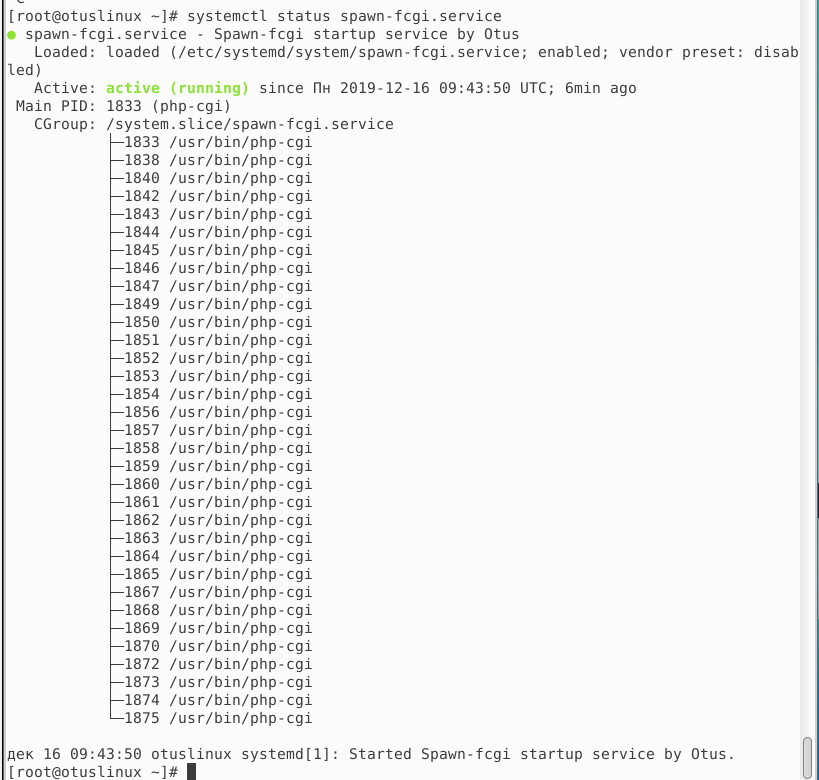 [root@otuslinux ~]# systemctl status spawn-fcgi.service
● spawn-fcgi.service - Spawn-fcgi startup service by Otus
   Loaded: loaded (/etc/systemd/system/spawn-fcgi.service; enabled; vendor preset: disab
led)
   Active: active (running) since Пн 2019-12-16 09:43:50 UTC; 6min ago
 Main PID: 1833 (php-cgi)
   CGroup: /system.slice/spawn-fcgi.service
           ├─1833 /usr/bin/php-cgi
           ├─1838 /usr/bin/php-cgi
           ├─1840 /usr/bin/php-cgi
           ├─1842 /usr/bin/php-cgi
           ├─1843 /usr/bin/php-cgi
           ├─1844 /usr/bin/php-cgi
           ├─1845 /usr/bin/php-cgi
           ├─1846 /usr/bin/php-cgi
           ├─1847 /usr/bin/php-cgi
           ├─1849 /usr/bin/php-cgi
           ├─1850 /usr/bin/php-cgi
           ├─1851 /usr/bin/php-cgi
           ├─1852 /usr/bin/php-cgi
           ├─1853 /usr/bin/php-cgi
           ├─1854 /usr/bin/php-cgi
           ├─1856 /usr/bin/php-cgi
           ├─1857 /usr/bin/php-cgi
           ├─1858 /usr/bin/php-cgi
           ├─1859 /usr/bin/php-cgi
           ├─1860 /usr/bin/php-cgi
           ├─1861 /usr/bin/php-cgi
           ├─1862 /usr/bin/php-cgi
           ├─1863 /usr/bin/php-cgi
           ├─1864 /usr/bin/php-cgi
           ├─1865 /usr/bin/php-cgi
           ├─1867 /usr/bin/php-cgi
           ├─1868 /usr/bin/php-cgi
           ├─1869 /usr/bin/php-cgi
           ├─1870 /usr/bin/php-cgi
           ├─1872 /usr/bin/php-cgi
           ├─1873 /usr/bin/php-cgi
           ├─1874 /usr/bin/php-cgi
           └─1875 /usr/bin/php-cgi
дек 16 09:43:50 otuslinux systemd[1]: Started Spawn-fcgi startup service by Otus.
[root@otuslinux ~]#